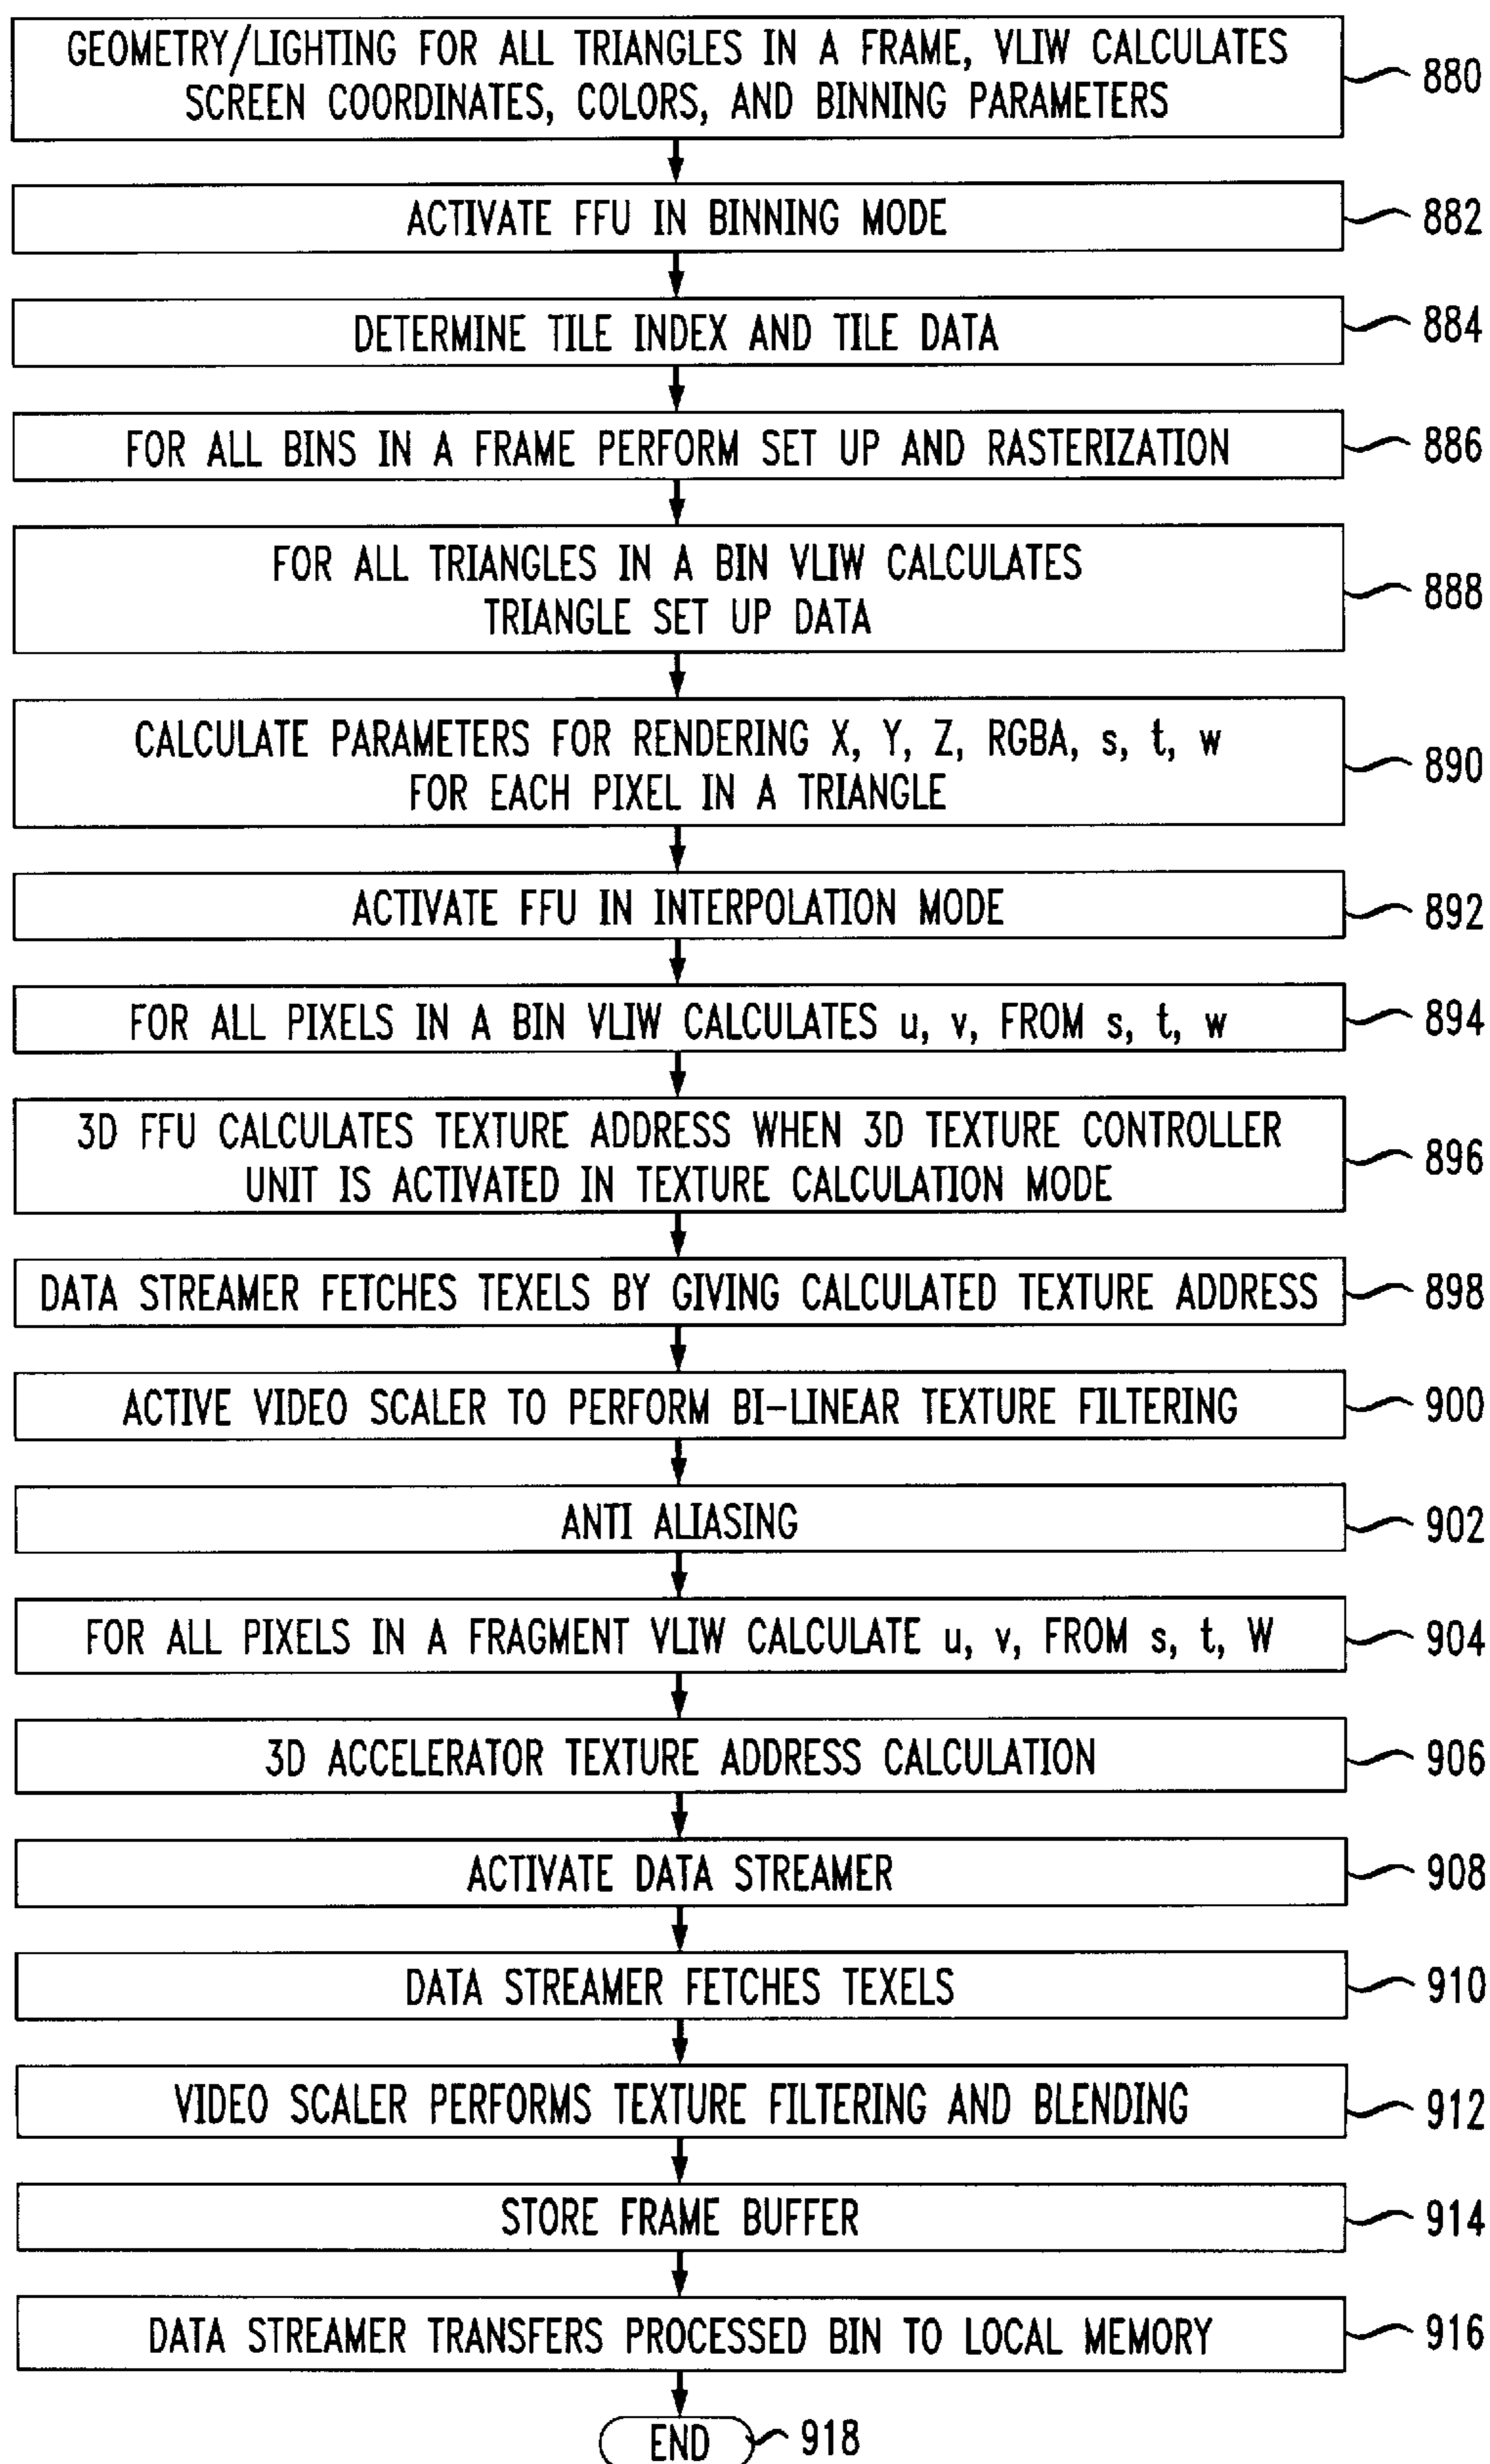 GEOMETRY/LIGHTING FOR ALL TRIANGLES IN A FRAME, VLIW CALCULATES
SCREEN COORDINATES, COLORS, AND BINNING PARAMETERS
880
ACTIVATE FFU IN BINNING MODE
882
DETERMINE TILE INDEX AND TILE DATA
884
FOR ALL BINS IN A FRAME PERFORM SET UP AND RASTERIZATION
886
FOR ALL TRIANGLES IN A BIN VLIW CALCULATES
TRIANGLE SET UP DATA
888
CALCULATE PARAMETERS FOR RENDERING X, Y, Z, RGBA, s, t, w
FOR EACH PIXEL IN A TRIANGLE
890
ACTIVATE FFU IN INTERPOLATION MODE
892
FOR ALL PIXELS IN A BIN VLIW CALCULATES u, v, FROM s, t, w
894
3D FFU CALCULATES TEXTURE ADDRESS WHEN 3D TEXTURE CONTROLLER
UNIT IS ACTIVATED IN TEXTURE CALCULATION MODE
896
DATA STREAMER FETCHES TEXELS BY GIVING CALCULATED TEXTURE ADDRESS
898
ACTIVE VIDEO SCALER TO PERFORM BI-LINEAR TEXTURE FILTERING
900
ANTI ALIASING
902
FOR ALL PIXELS IN A FRAGMENT VLIW CALCULATE u, v, FROM s, t, W
904
3D ACCELERATOR TEXTURE ADDRESS CALCULATION
906
ACTIVATE DATA STREAMER
908
DATA STREAMER FETCHES TEXELS
910
VIDEO SCALER PERFORMS TEXTURE FILTERING AND BLENDING
912
STORE FRAME BUFFER
914
DATA STREAMER TRANSFERS PROCESSED BIN TO LOCAL MEMORY
916
END
918